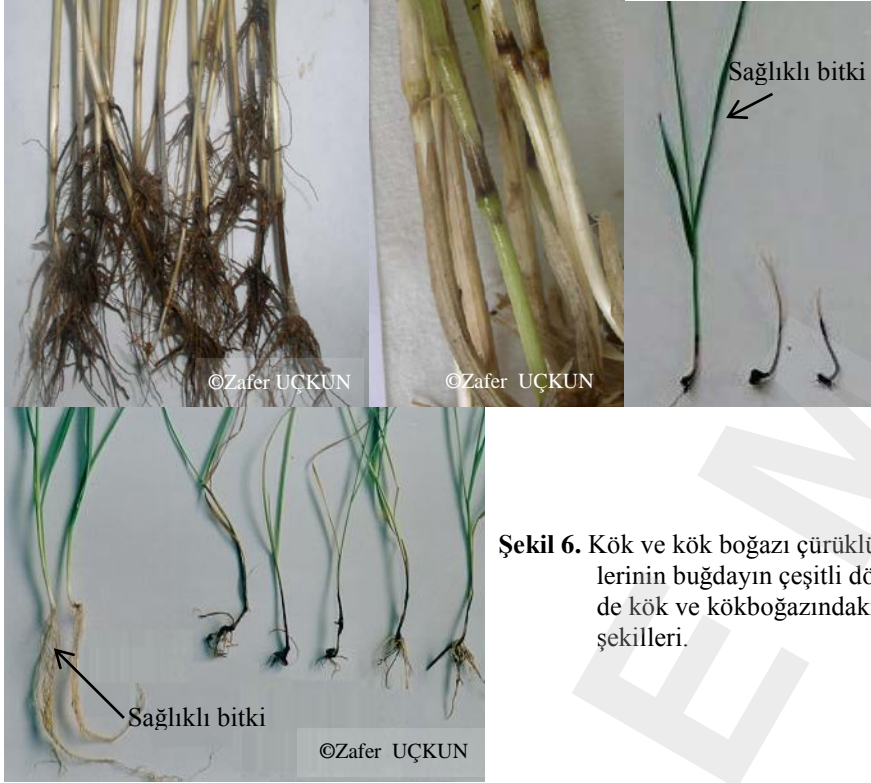 Sağlıklı bitki
©Zafer UÇKUN
©Zafer UÇKUN
Şekil 6. Kök ve kök boğazı çürüklü
lerinin buğdayın çeşitli dö
de kök ve kökboğazındak
şekilleri.
Sağlıklı bitki
©Zafer UÇKUN
E M